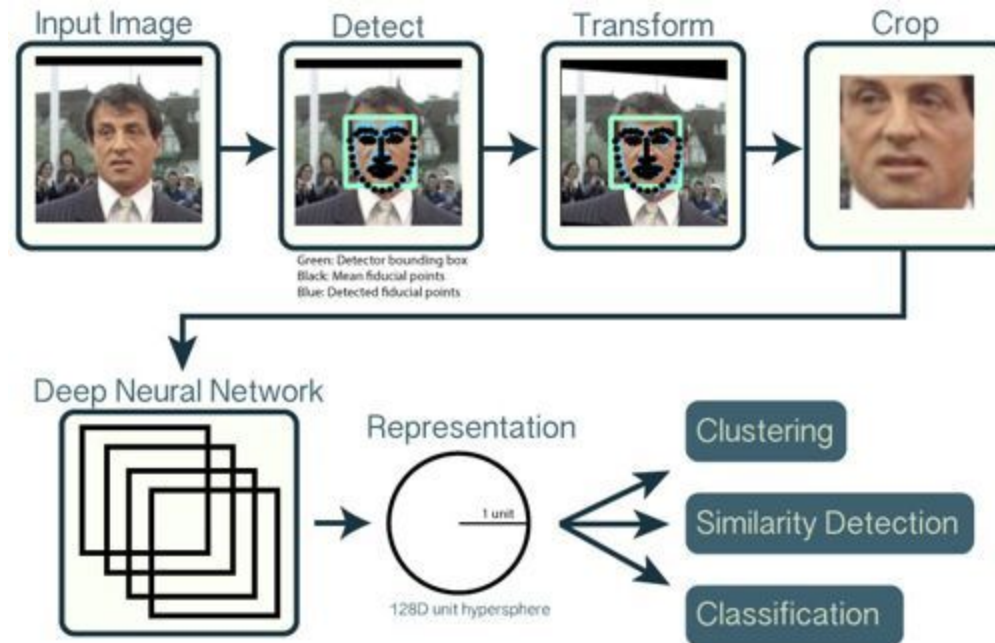 Input Image
Detect
Transform
Crop
Green: Detector bounding box
Black: Mean fiducial points
Blue: Detected fiducial points
Deep Neural Network
Representation
1 unit
128D unit hypersphere
Clustering
Similarity Detection
Classification